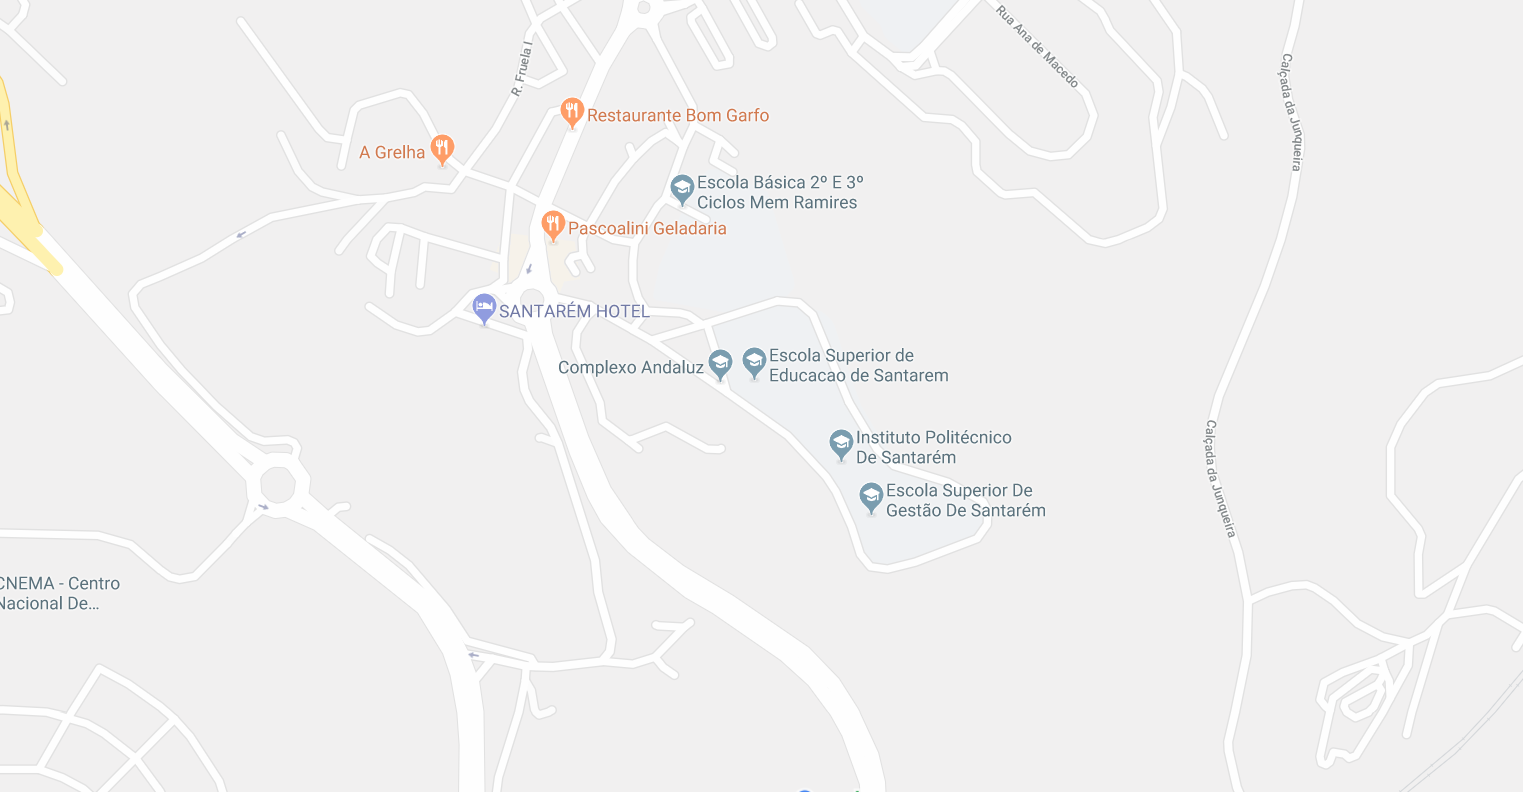 Rua Ana de Macedo
R. Fruela I
Calçada da Junqueira
Restaurante Bom Garfo
A Grelha
Escola Básica 2º E 3º
Ciclos Mem Ramires
Pascoalini Geladaria
SANTARÉM HOTEL
Complexo Andaluz
Escola Superior de
Educacao de Santarem
Instituto Politécnico
De Santarém
Calçada da Junqueira
Escola Superior De
Gestão De Santarém
CNEMA - Centro
Nacional De...